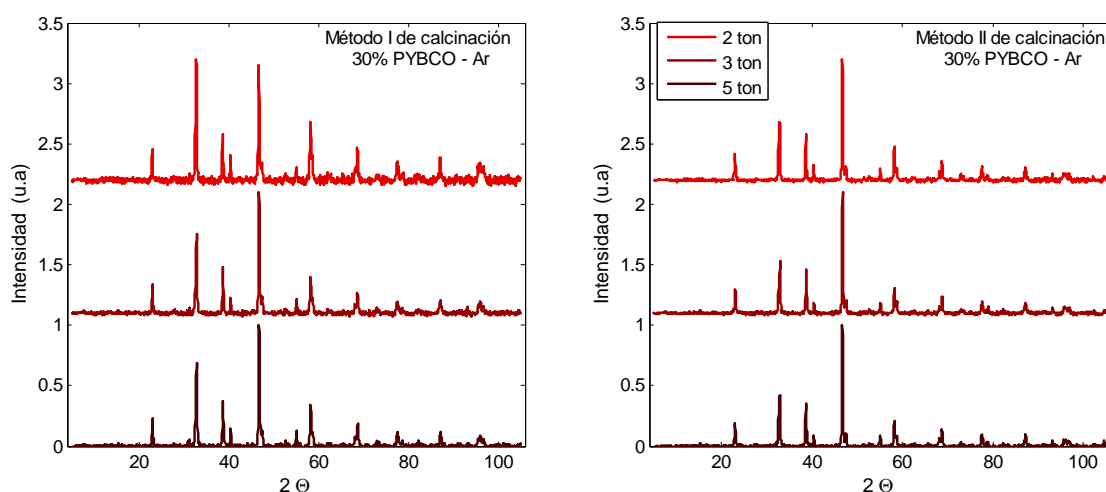 3.5
3
2.5
2
1.5
1
0.5
0
20
40
60
80
100
2 Θ
Intensidad (u.a)
Método I de calcinación
30% PYBCO - Ar
3.5
3
2.5
2
1.5
1
0.5
0
20
40
60
80
100
2 Θ
Intensidad (u.a)
2 ton
3 ton
5 ton
Método II de calcinación
30% PYBCO - Ar